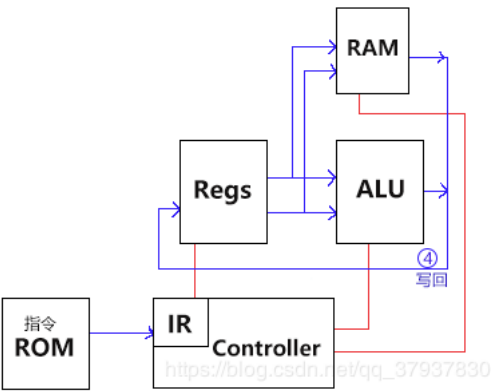 RAM
Regs
ALU
④
写回
指令
ROM
IR
Controller
https://blog.csdn.net/qq_37937830